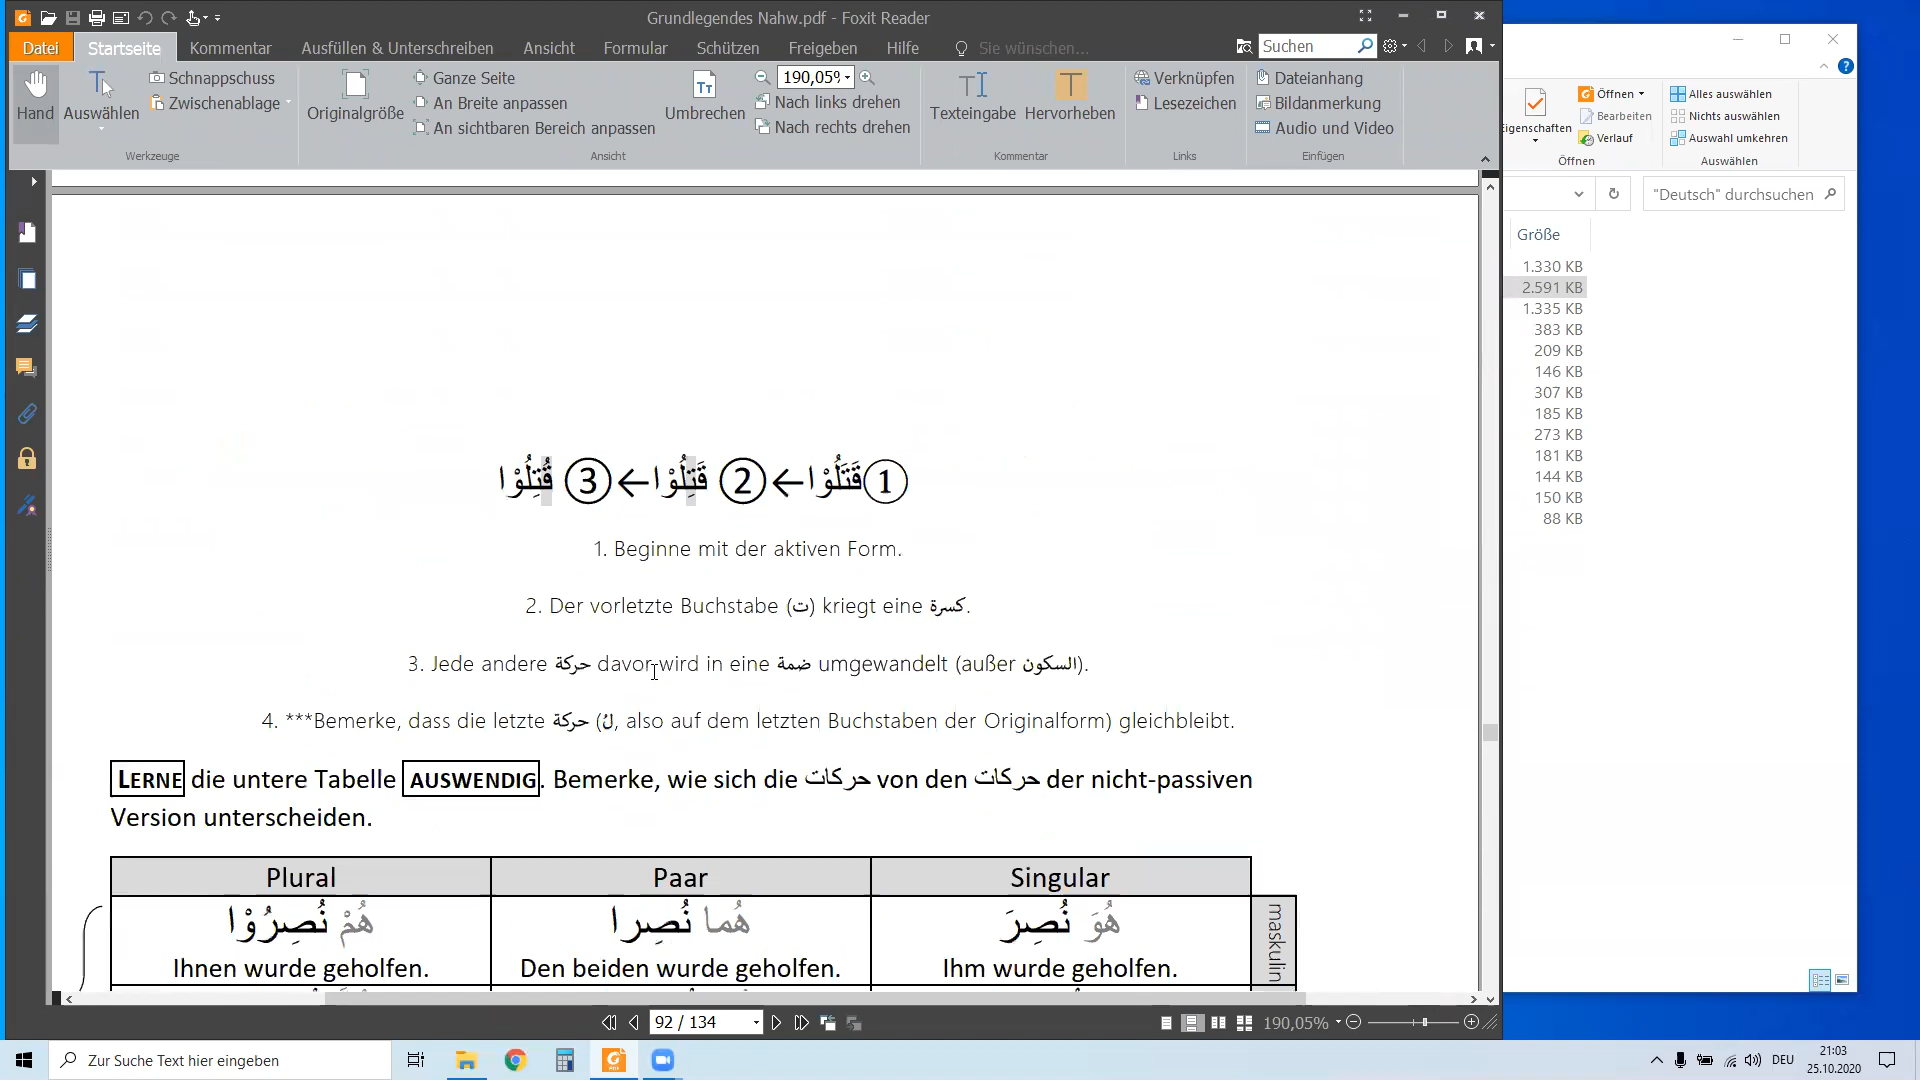 Grundlegendes Nahw.pdf - Foxit Reader
Datei Startseite Kommentar Ausfüllen & Unterschreiben Ansicht Formular Schützen Freigeben Hilfe Sie wünschen... Suchen
Hand
Auswählen
Schnappschuss
Zwischenablage
Werkzeuge
Originalgröße
Ganze Seite
An Breite anpassen
An sichtbaren Bereich anpassen
Umbrechen
190,05%
Nach links drehen
Nach rechts drehen
Ansicht
Texteingabe
Hervorheben
Kommentar
Verknüpfen
Lesezeichen
Links
Dateianhang
Bildanmerkung
Audio und Video
Einfügen
Eigenschaften
Öffnen
Bearbeiten
Verlauf
Öffnen
Alles auswählen
Nichts auswählen
Auswahl umkehren
Auswählen
"Deutsch" durchsuchen
Größe
1.330 KB
2.591 KB
1.335 KB
383 KB
209 KB
146 KB
307 KB
185 KB
273 KB
181 KB
144 KB
150 KB
88 KB
①قَتَلُوْا← ② قَتِلُوْا← ③ قُتِلُوْا
1. Beginne mit der aktiven Form.
2. Der vorletzte Buchstabe (ت) kriegt eine كسرة.
3. Jede andere حركة davor wird in eine ضمة umgewandelt (außer السكون).
4. ***Bemerke, dass die letzte حركة (لُ, also auf dem letzten Buchstaben der Originalform) gleichbleibt.
LERNE die untere Tabelle AUSWENDIG. Bemerke, wie sich die حركات von den حركات der nicht-passiven
Version unterscheiden.
Plural Paar Singular
هُمْ نُصِرُوْا هُما نُصِرا هُوَ نُصِرَ
Ihnen wurde geholfen. Den beiden wurde geholfen. Ihm wurde geholfen.
maskulin
92 / 134
190,05%
Zur Suche Text hier eingeben
DEU
21:03
25.10.2020